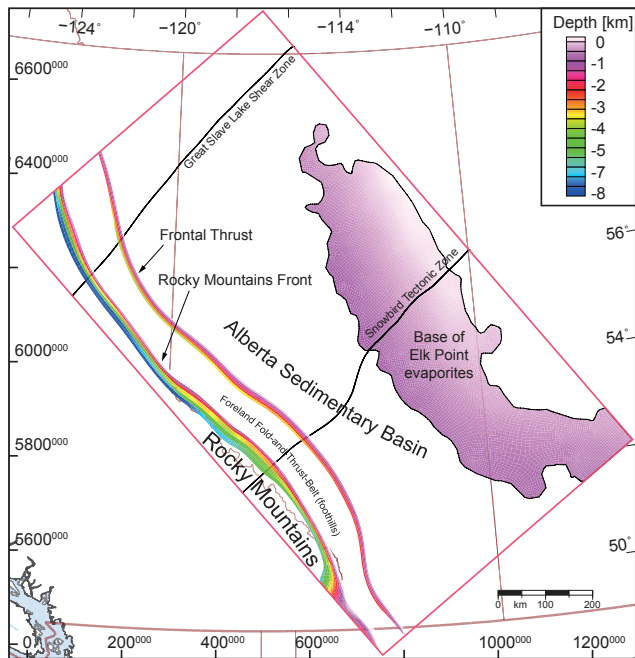 −124° −120° −114° −110°
Depth [km]
0
-1
-2
-3
-4
-5
-7
-8
6600000
6400000
6000000
5800000
5600000
56°
54°
50°
Great Slave Lake Shear Zone
Frontal Thrust
Rocky Mountains Front
Snowbird Tectonic Zone
Alberta Sedimentary Basin
Base of
Elk Point
evaporites
Foreland Fold-and Thrust-Belt (foothills)
Rocky Mountains
0 km 100 200
0 200000 400000 600000 1000000 1200000